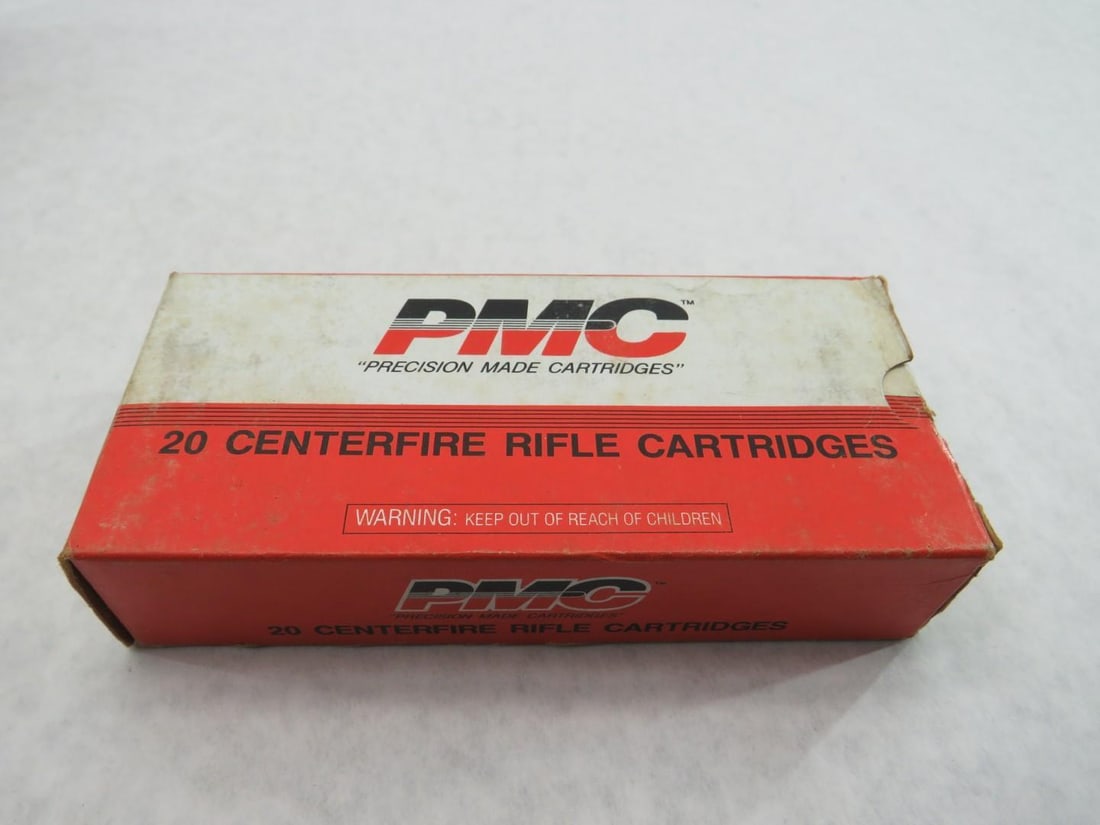 PMC™
"PRECISION MADE CARTRIDGES"
20 CENTERFIRE RIFLE CARTRIDGES
WARNING: KEEP OUT OF REACH OF CHILDREN
PMC™
"PRECISION MADE CARTRIDGES"
20 CENTERFIRE RIFLE CARTRIDGES